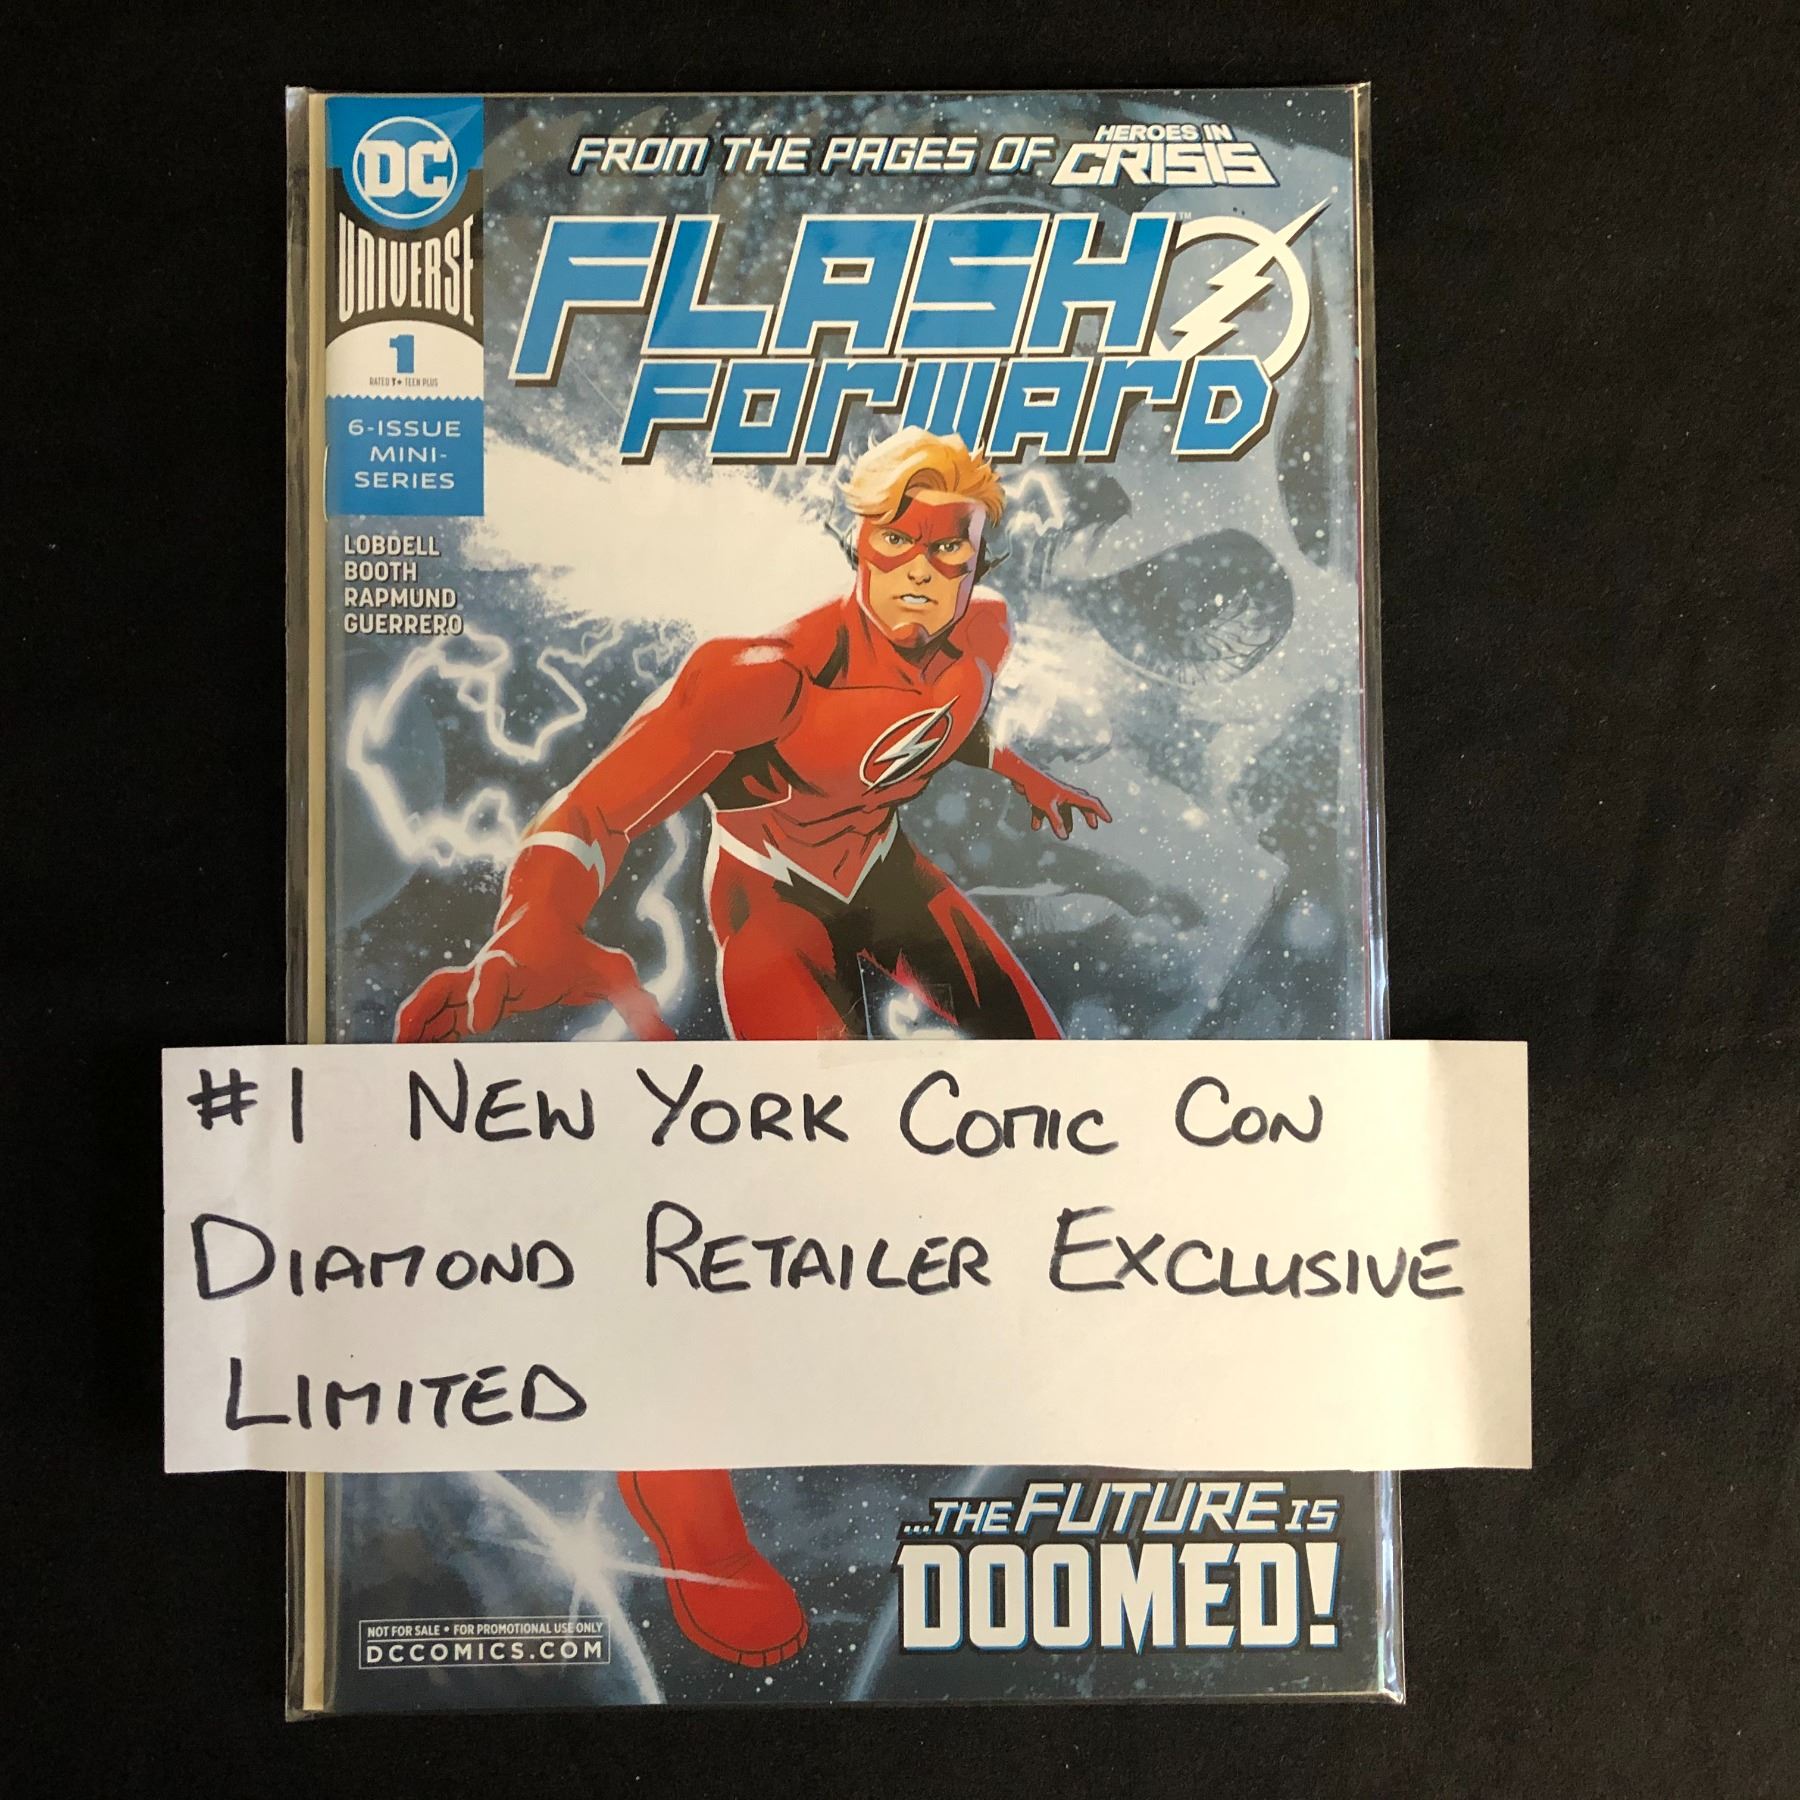 DC
UNIVERSE
1
RATED T+ TEEN PLUS
6-ISSUE
MINI-
SERIES
LOBDELL
BOOTH
RAPMUND
GUERRERO
FROM THE PAGES OF HEROES IN CRISIS
FLASH™
FORWARD
#1 NEW YORK COMIC CON
DIAMOND RETAILER EXCLUSIVE
LIMITED
...THE FUTURE IS
DOOMED!
NOT FOR SALE • FOR PROMOTIONAL USE ONLY
DCCOMICS.COM